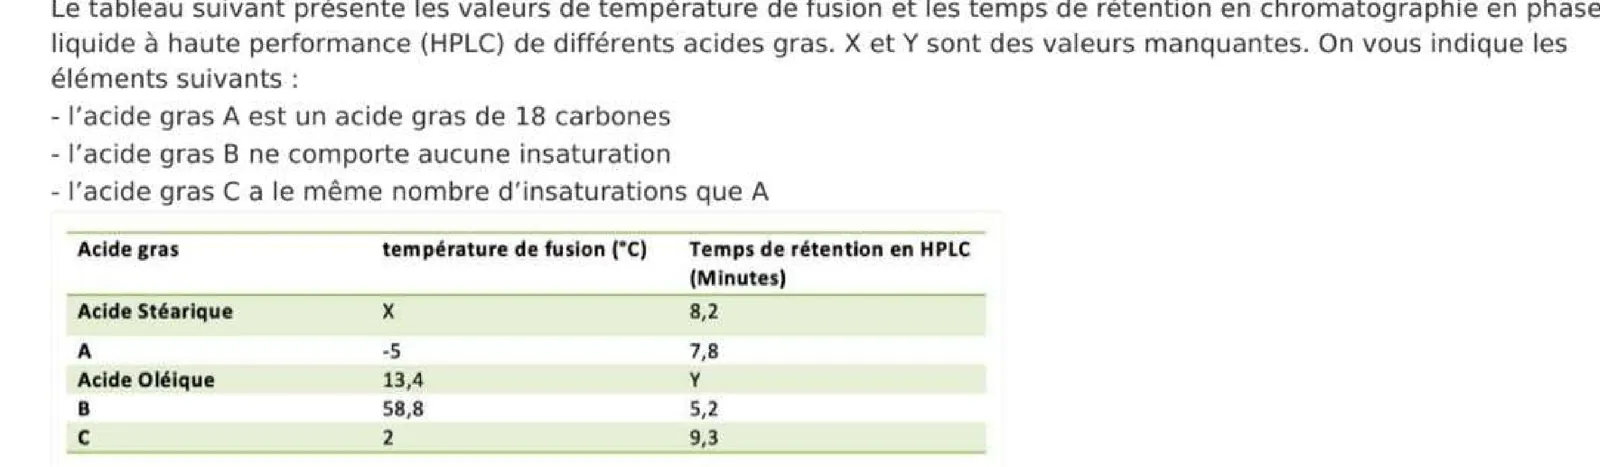 Le tableau suivant présente les valeurs de température de fusion et les temps de rétention en chromatographie en phase
liquide à haute performance (HPLC) de différents acides gras. X et Y sont des valeurs manquantes. On vous indique les
éléments suivants :
- l’acide gras A est un acide gras de 18 carbones
- l’acide gras B ne comporte aucune insaturation
- l’acide gras C a le même nombre d’insaturations que A
Acide gras température de fusion (°C) Temps de rétention en HPLC
(Minutes)
Acide Stéarique X 8,2
A -5 7,8
Acide Oléique 13,4 Y
B 58,8 5,2
C 2 9,3